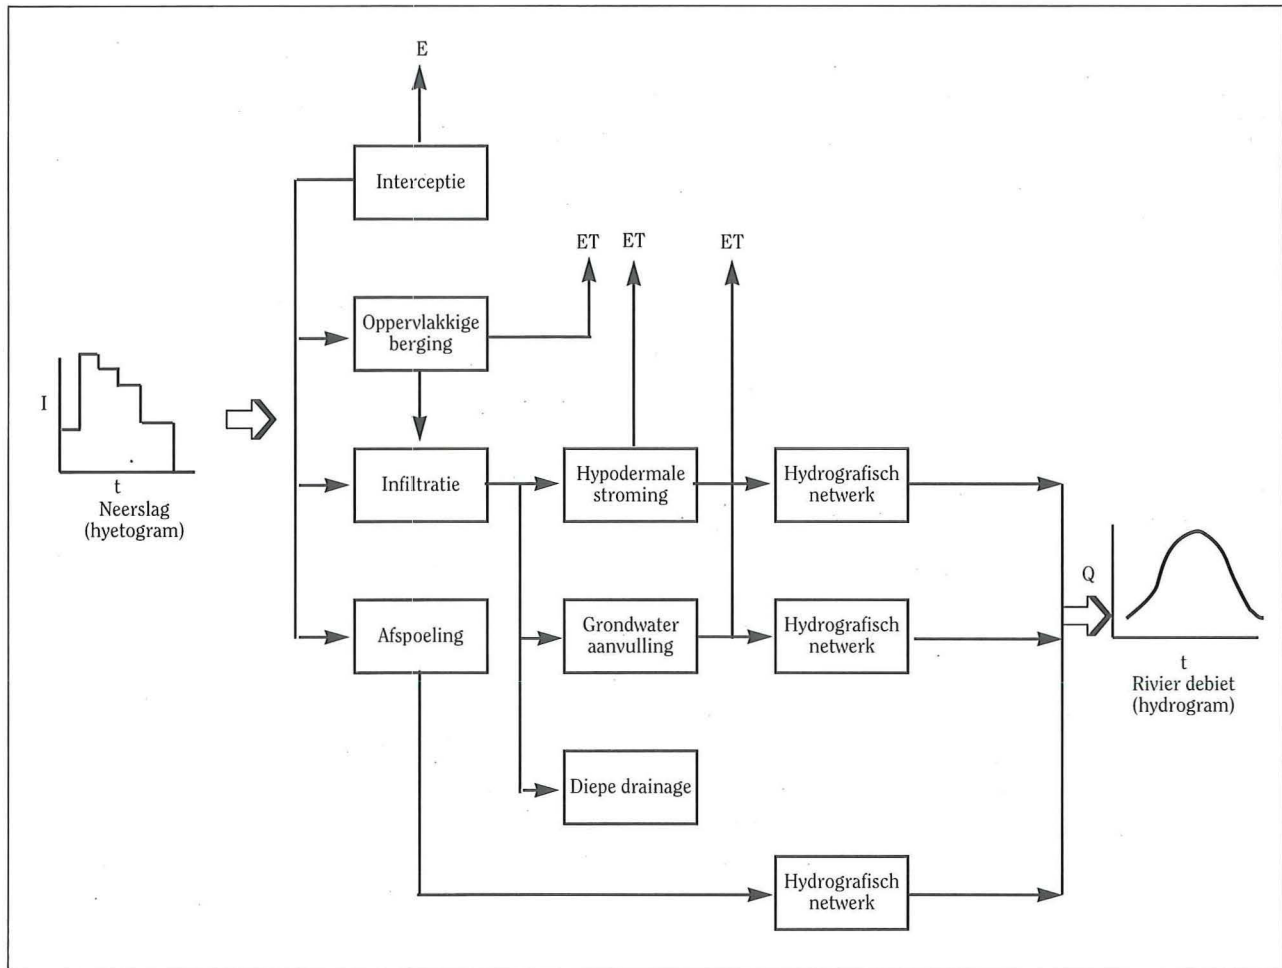 E
Interceptie
ET
ET
ET
Oppervlakkige
berging
I
t
Neerslag
(hyetogram)
Infiltratie
Hypodermale
stroming
Hydrografisch
netwerk
Afspoeling
Grondwater
aanvulling
Hydrografisch
netwerk
Q
t
Rivier debiet
(hydrogram)
Diepe drainage
Hydrografisch
netwerk